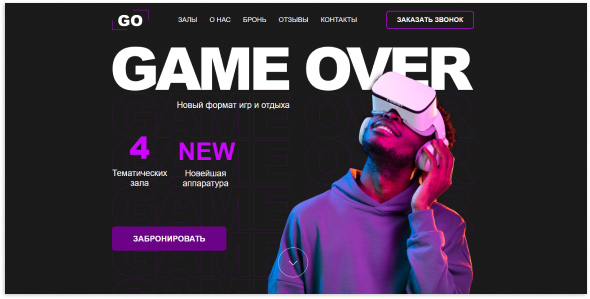 GO
ЗАЛЫ О НАС БРОНЬ ОТЗЫВЫ КОНТАКТЫ
ЗАКАЗАТЬ ЗВОНОК
GAME OVER
Новый формат игр и отдыха
4
Тематических
зала
NEW
Новейшая
аппаратура
ЗАБРОНИРОВАТЬ